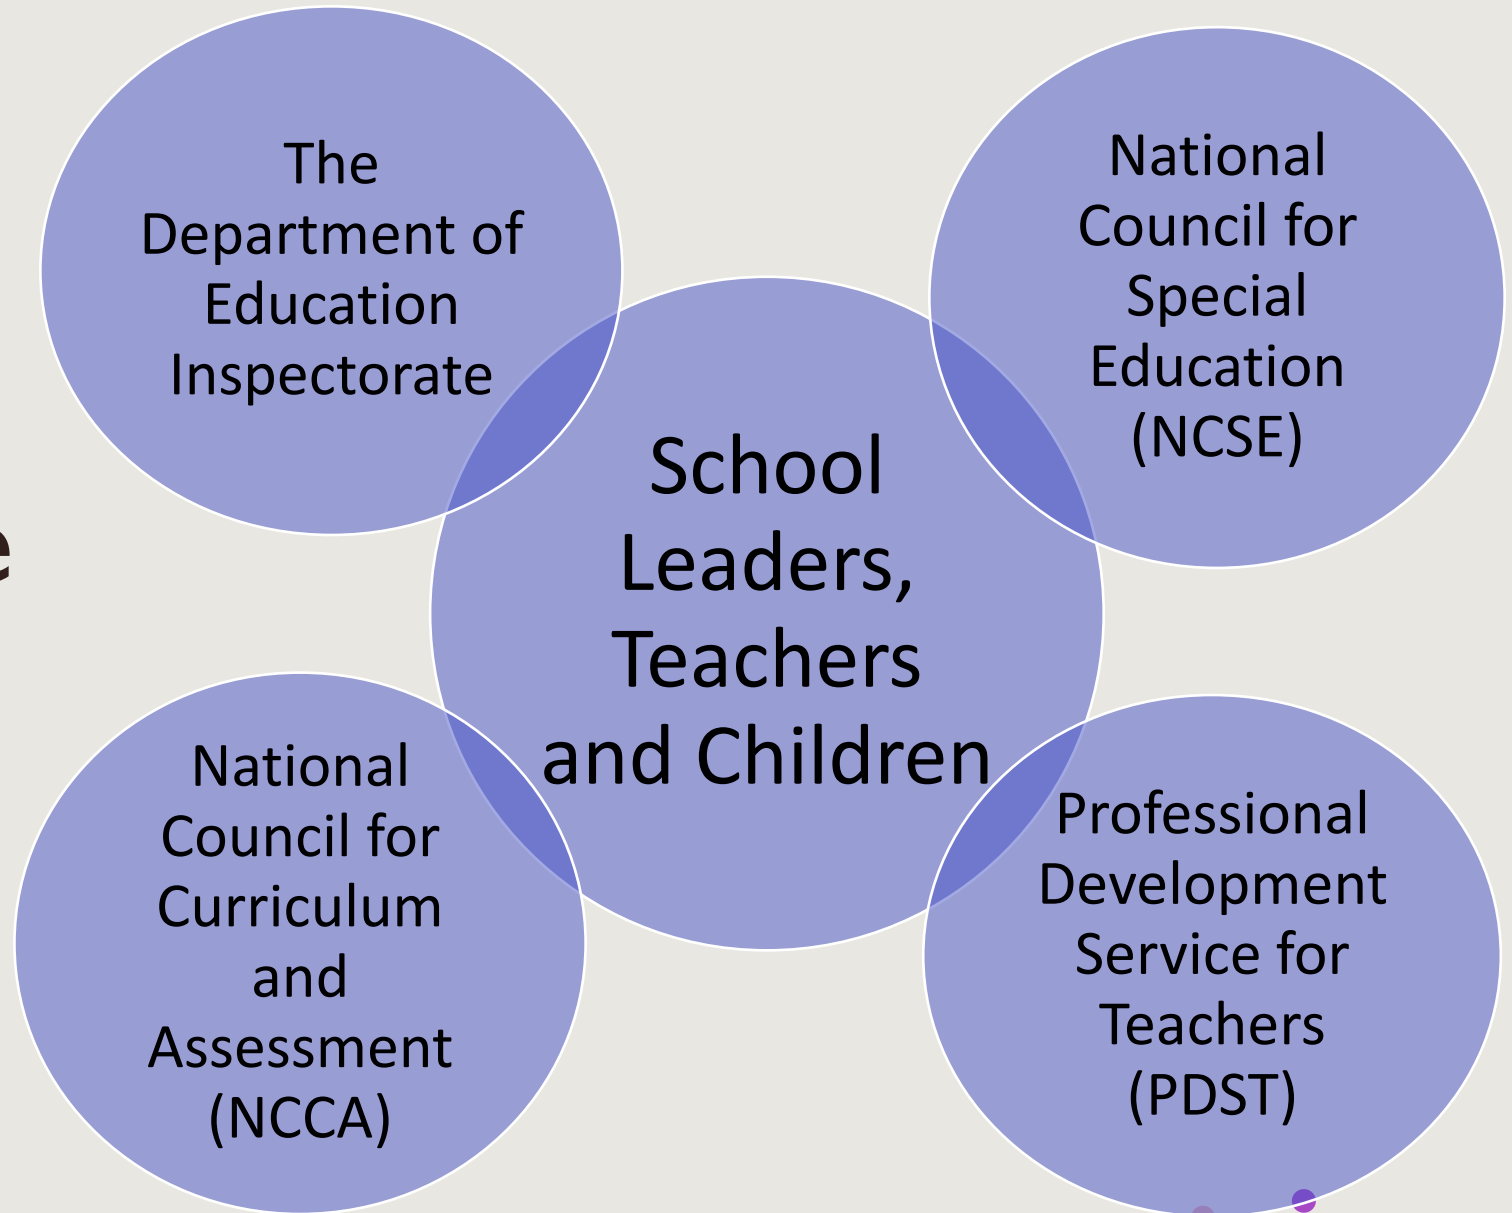 The
Department of
Education
Inspectorate
National
Council for
Special
Education
(NCSE)
School
Leaders,
Teachers
and Children
National
Council for
Curriculum
and
Assessment
(NCCA)
Professional
Development
Service for
Teachers
(PDST)